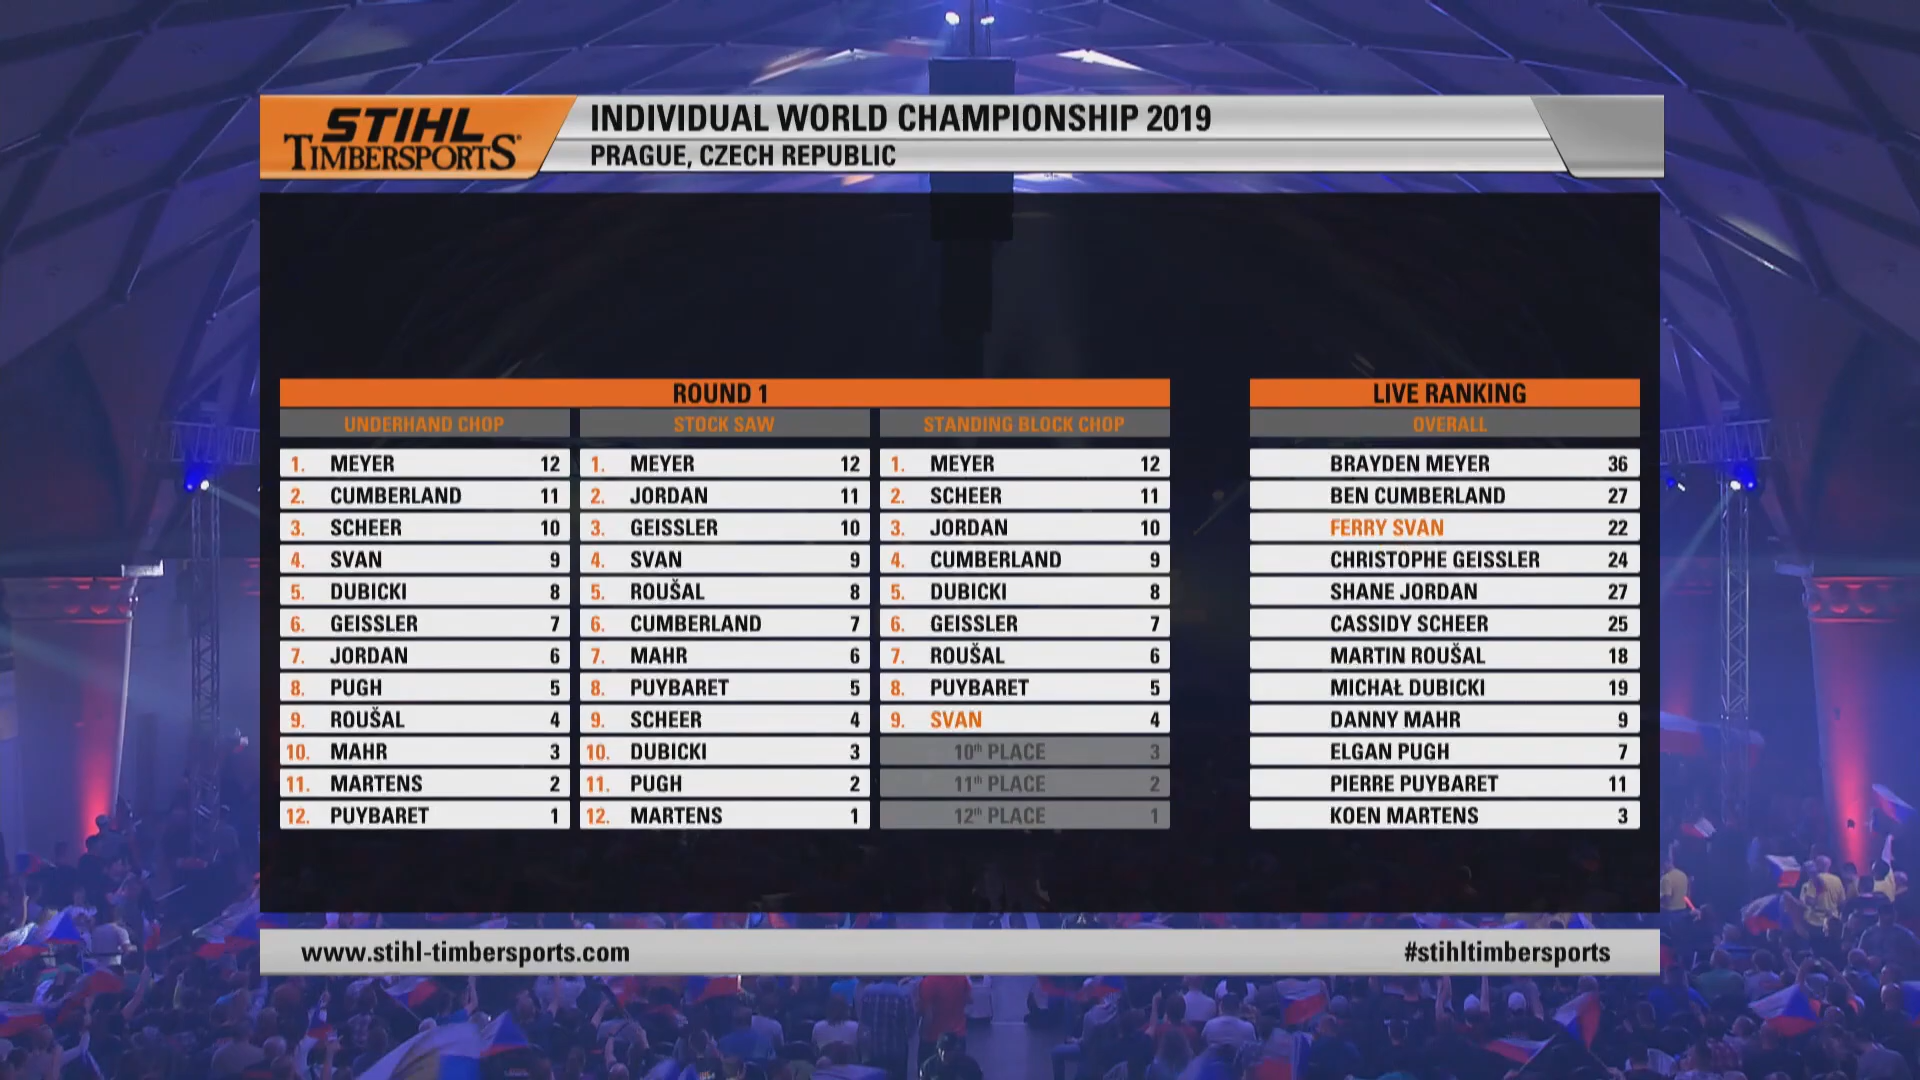 STIHL
TIMBERSPORTS
INDIVIDUAL WORLD CHAMPIONSHIP 2019
PRAGUE, CZECH REPUBLIC
ROUND 1
UNDERHAND CHOP STOCK SAW STANDING BLOCK CHOP
1. MEYER 12 1. MEYER 12 1. MEYER 12
2. CUMBERLAND 11 2. JORDAN 11 2. SCHEER 11
3. SCHEER 10 3. GEISSLER 10 3. JORDAN 10
4. SVAN 9 4. SVAN 9 4. CUMBERLAND 9
5. DUBICKI 8 5. ROUŠAL 8 5. DUBICKI 8
6. GEISSLER 7 6. CUMBERLAND 7 6. GEISSLER 7
7. JORDAN 6 7. MAHR 6 7. ROUŠAL 6
8. PUGH 5 8. PUYBARET 5 8. PUYBARET 5
9. ROUŠAL 4 9. SCHEER 4 9. SVAN 4
10. MAHR 3 10. DUBICKI 3 10th PLACE 3
11. MARTENS 2 11. PUGH 2 11th PLACE 2
12. PUYBARET 1 12. MARTENS 1 12th PLACE 1
LIVE RANKING
OVERALL
BRAYDEN MEYER 36
BEN CUMBERLAND 27
FERRY SVAN 22
CHRISTOPHE GEISSLER 24
SHANE JORDAN 27
CASSIDY SCHEER 25
MARTIN ROUŠAL 18
MICHAŁ DUBICKI 19
DANNY MAHR 9
ELGAN PUGH 7
PIERRE PUYBARET 11
KOEN MARTENS 3
www.stihl-timbersports.com
#stihltimbersports